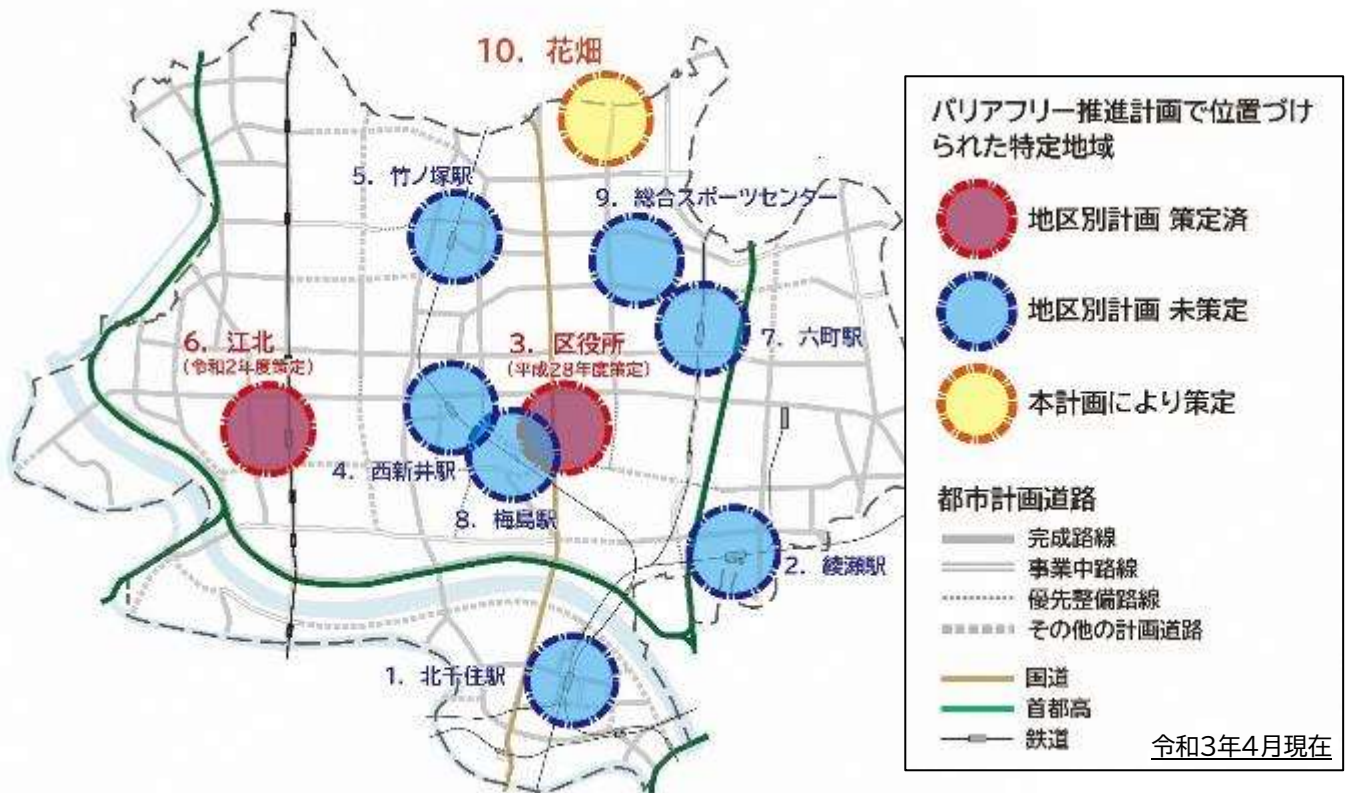 10. 花畑
5. 竹ノ塚駅
9. 総合スポーツセンター
6. 江北
(令和2年度策定)
3. 区役所
(平成28年度策定)
7. 六町駅
4. 西新井駅
8. 梅島駅
2. 綾瀬駅
1. 北千住駅
バリアフリー推進計画で位置づけ
られた特定地域
地区別計画 策定済
地区別計画 未策定
本計画により策定
都市計画道路
完成路線
事業中路線
優先整備路線
その他の計画道路
国道
首都高
鉄道
令和3年4月現在